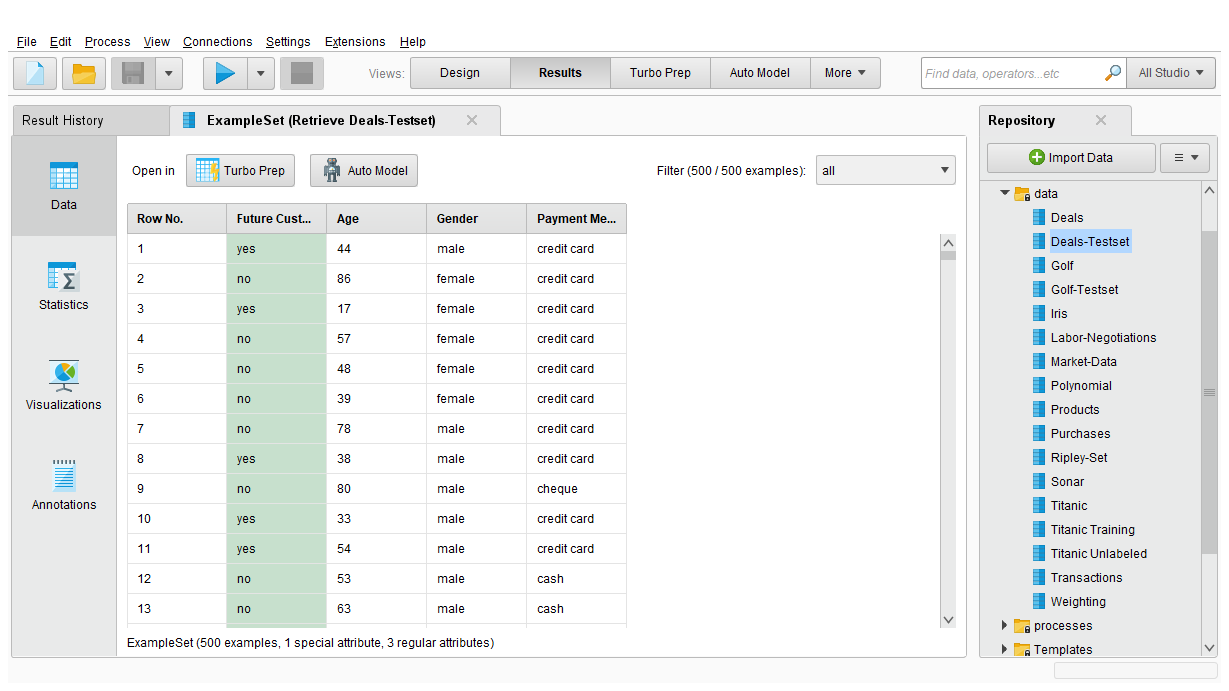 File Edit Process View Connections Settings Extensions Help
Views: Design Results Turbo Prep Auto Model More Find data, operators...etc All Studio
Result History ExampleSet (Retrieve Deals-Testset) Repository
Open in Turbo Prep Auto Model Filter (500 / 500 examples): all
Data
Statistics
Visualizations
Annotations
Row No. Future Cust... Age Gender Payment Me...
1 yes 44 male credit card
2 no 86 female credit card
3 yes 17 female credit card
4 no 57 female credit card
5 no 48 female credit card
6 no 39 female credit card
7 no 78 male credit card
8 yes 38 male credit card
9 no 80 male cheque
10 yes 33 male credit card
11 yes 54 male credit card
12 no 53 male cash
13 no 63 male cash
ExampleSet (500 examples, 1 special attribute, 3 regular attributes)
Import Data
data
Deals
Deals-Testset
Golf
Golf-Testset
Iris
Labor-Negotiations
Market-Data
Polynomial
Products
Purchases
Ripley-Set
Sonar
Titanic
Titanic Training
Titanic Unlabeled
Transactions
Weighting
processes
Templates